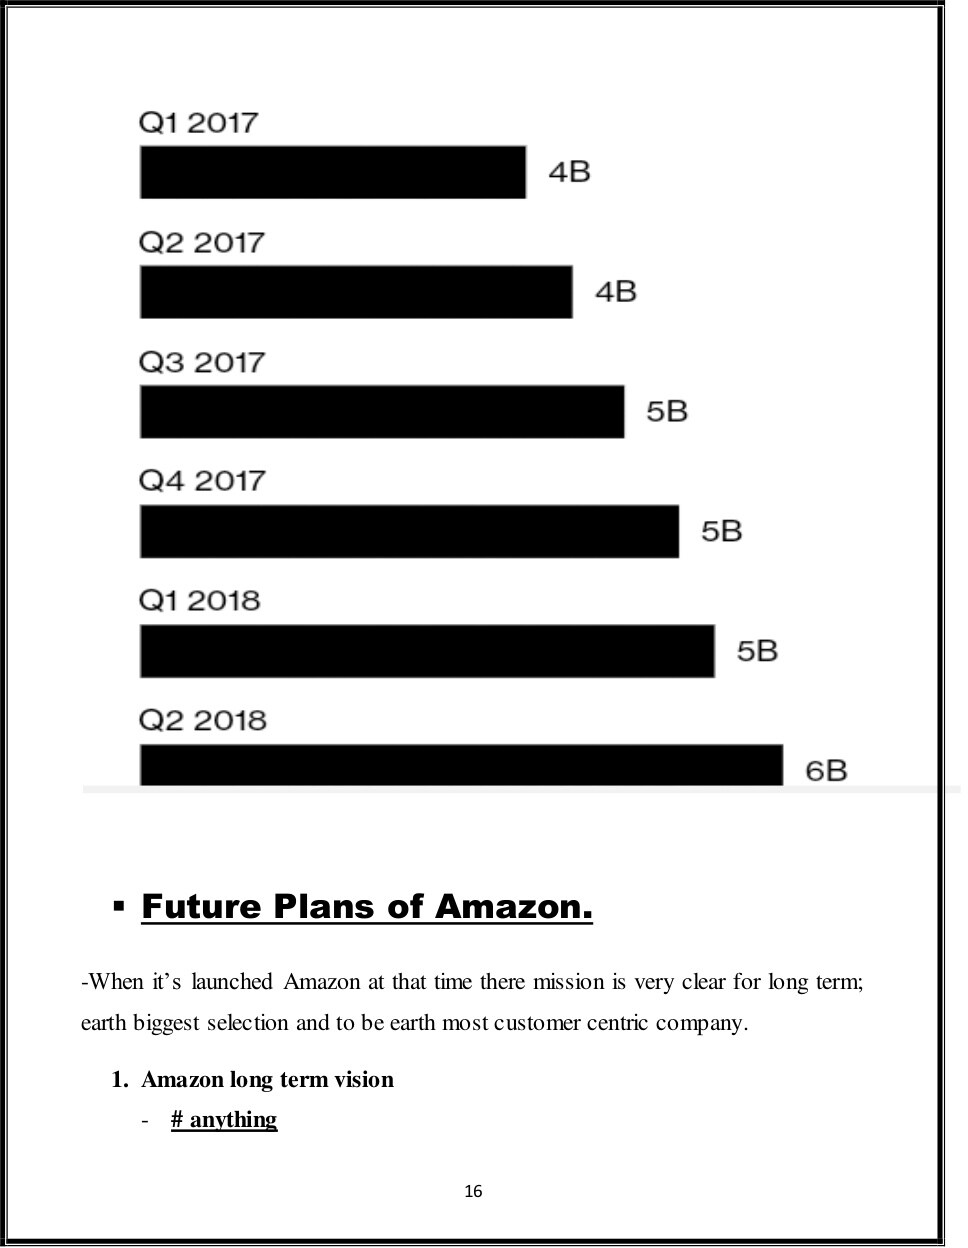 Q1 2017
4B
Q2 2017
4B
Q3 2017
5B
Q4 2017
5B
Q1 2018
5B
Q2 2018
6B
▪ Future Plans of Amazon.
-When it’s launched Amazon at that time there mission is very clear for long term;
earth biggest selection and to be earth most customer centric company.
1. Amazon long term vision
- # anything
16